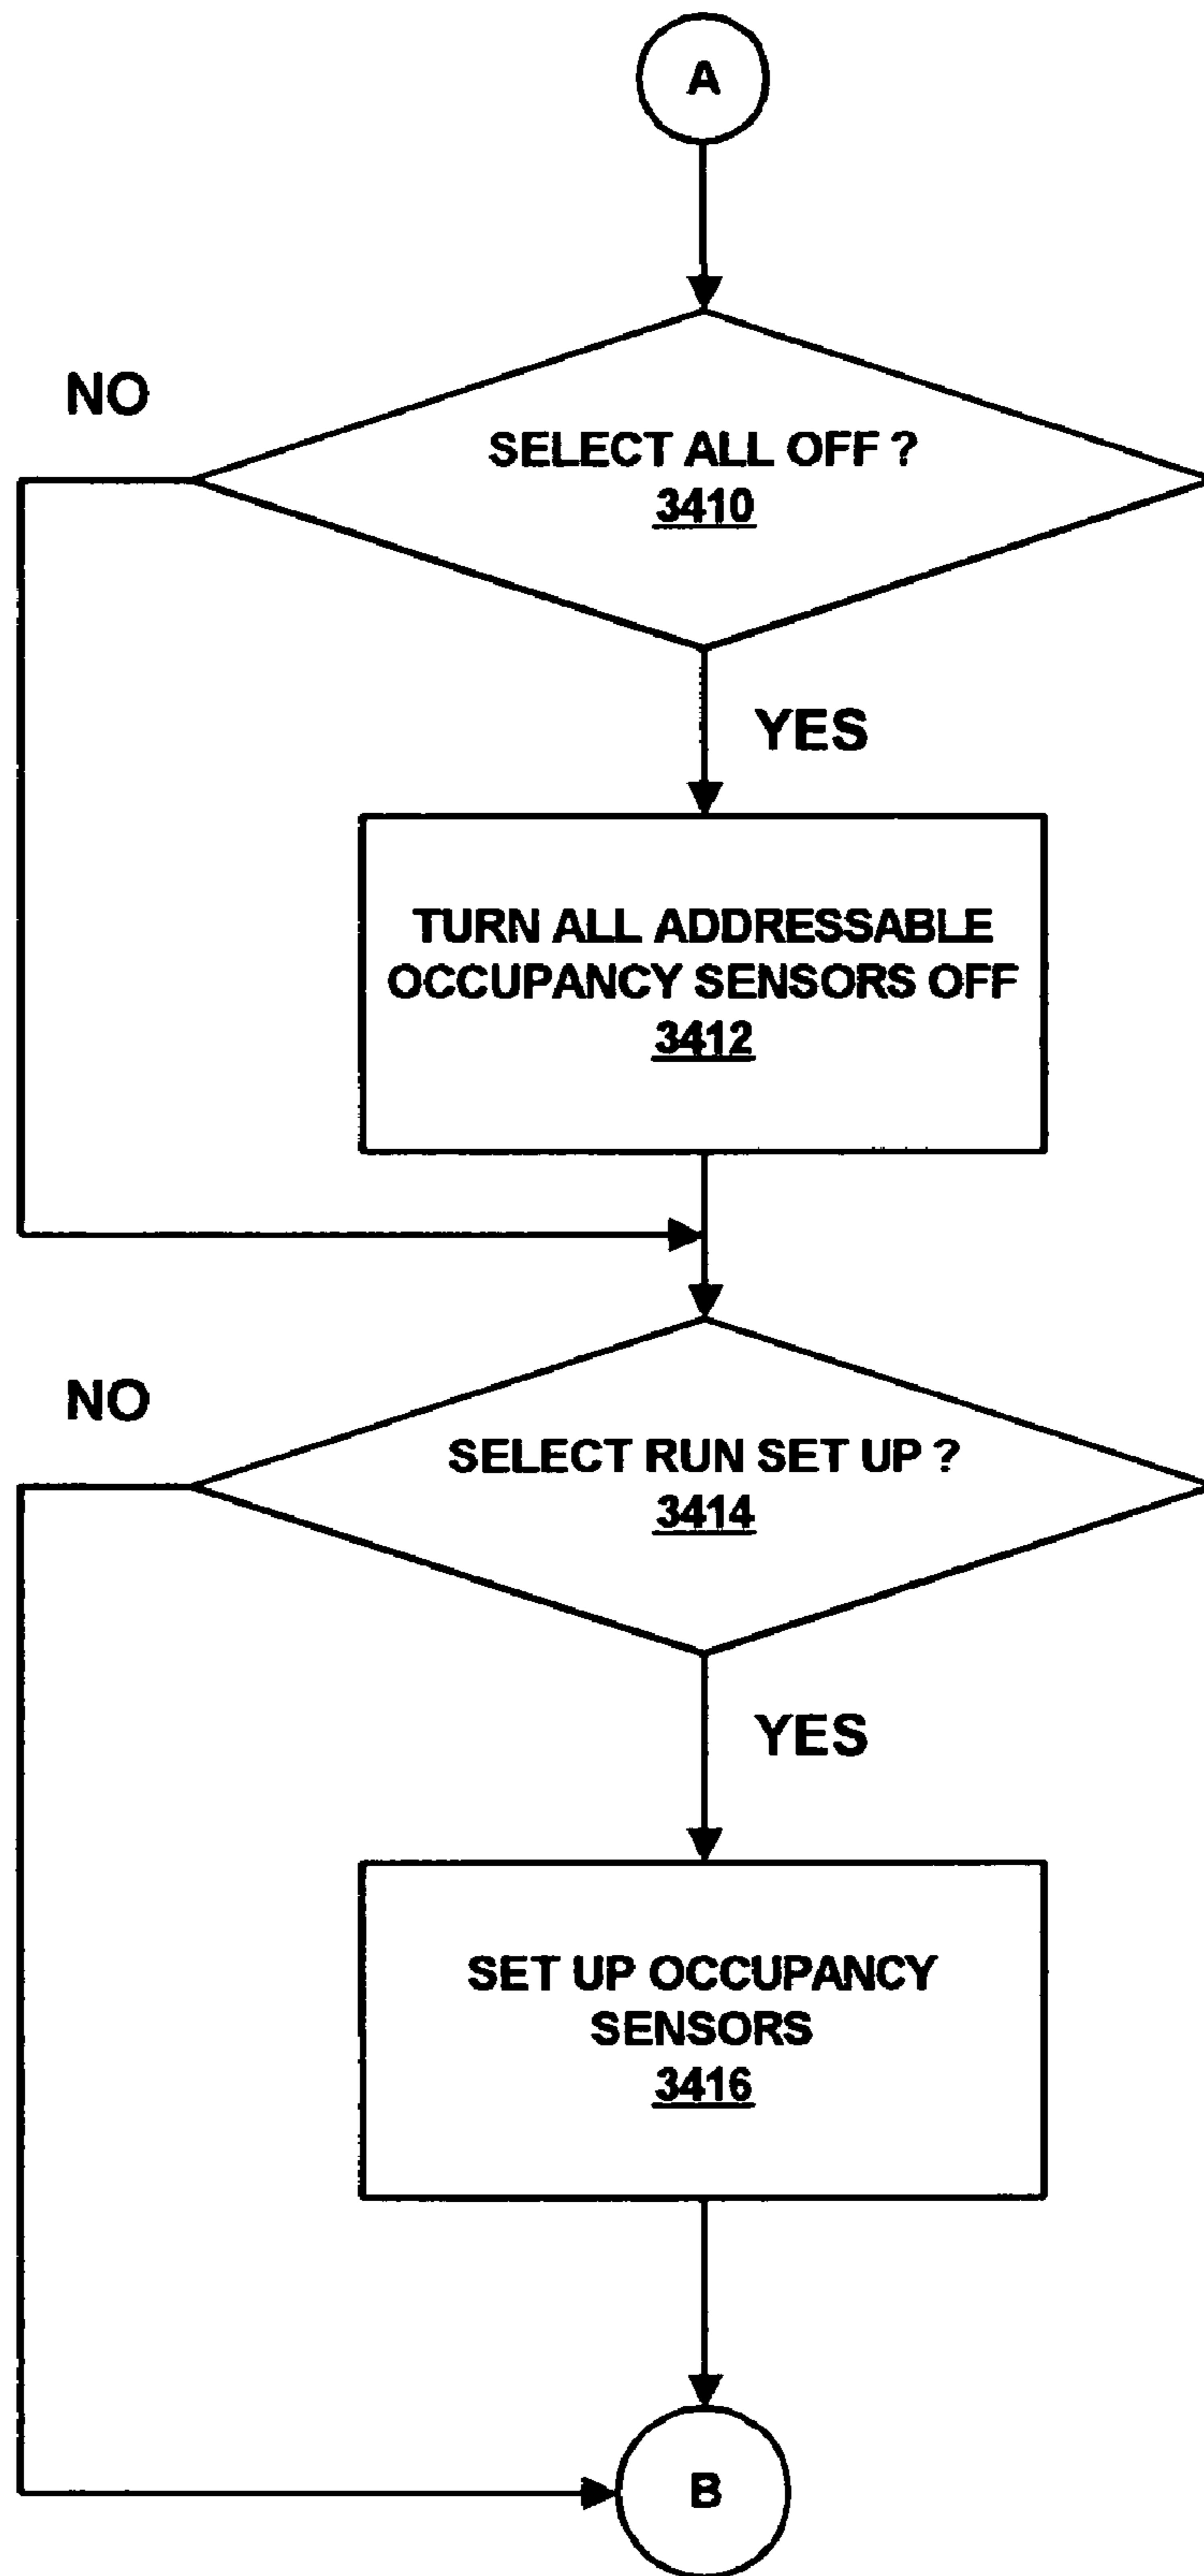 A
NO
SELECT ALL OFF ?
3410
YES
TURN ALL ADDRESSABLE
OCCUPANCY SENSORS OFF
3412
NO
SELECT RUN SET UP ?
3414
YES
SET UP OCCUPANCY
SENSORS
3416
B